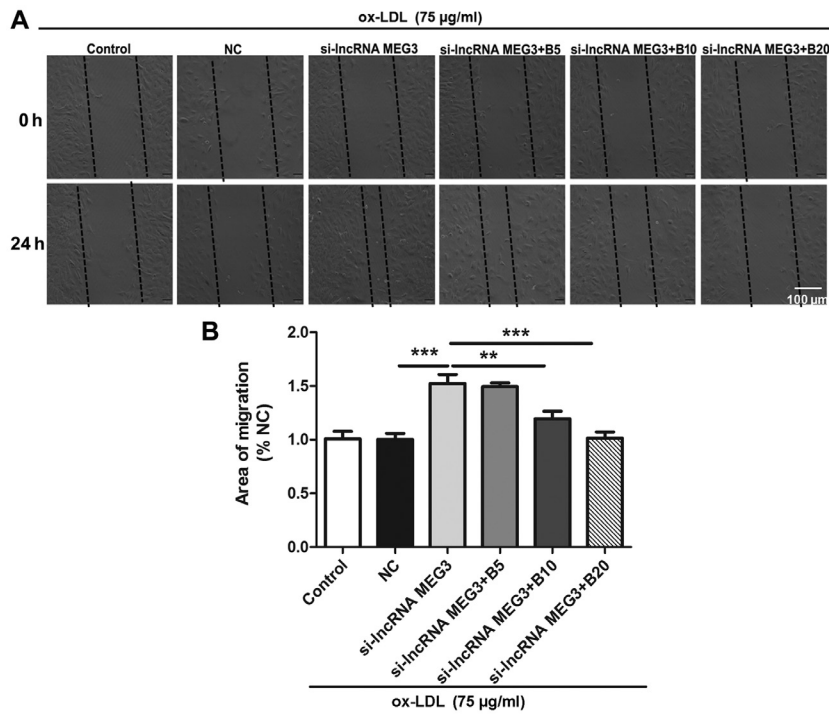 A
ox-LDL (75 µg/ml)
Control NC si-lncRNA MEG3 si-lncRNA MEG3+B5 si-lncRNA MEG3+B10 si-lncRNA MEG3+B20
0 h
24 h
100 µm
B
Area of migration
(% NC)
2.0
1.5
1.0
0.5
0.0
***
**
***
Control
NC
si-lncRNA MEG3
si-lncRNA MEG3+B5
si-lncRNA MEG3+B10
si-lncRNA MEG3+B20
ox-LDL (75 µg/ml)